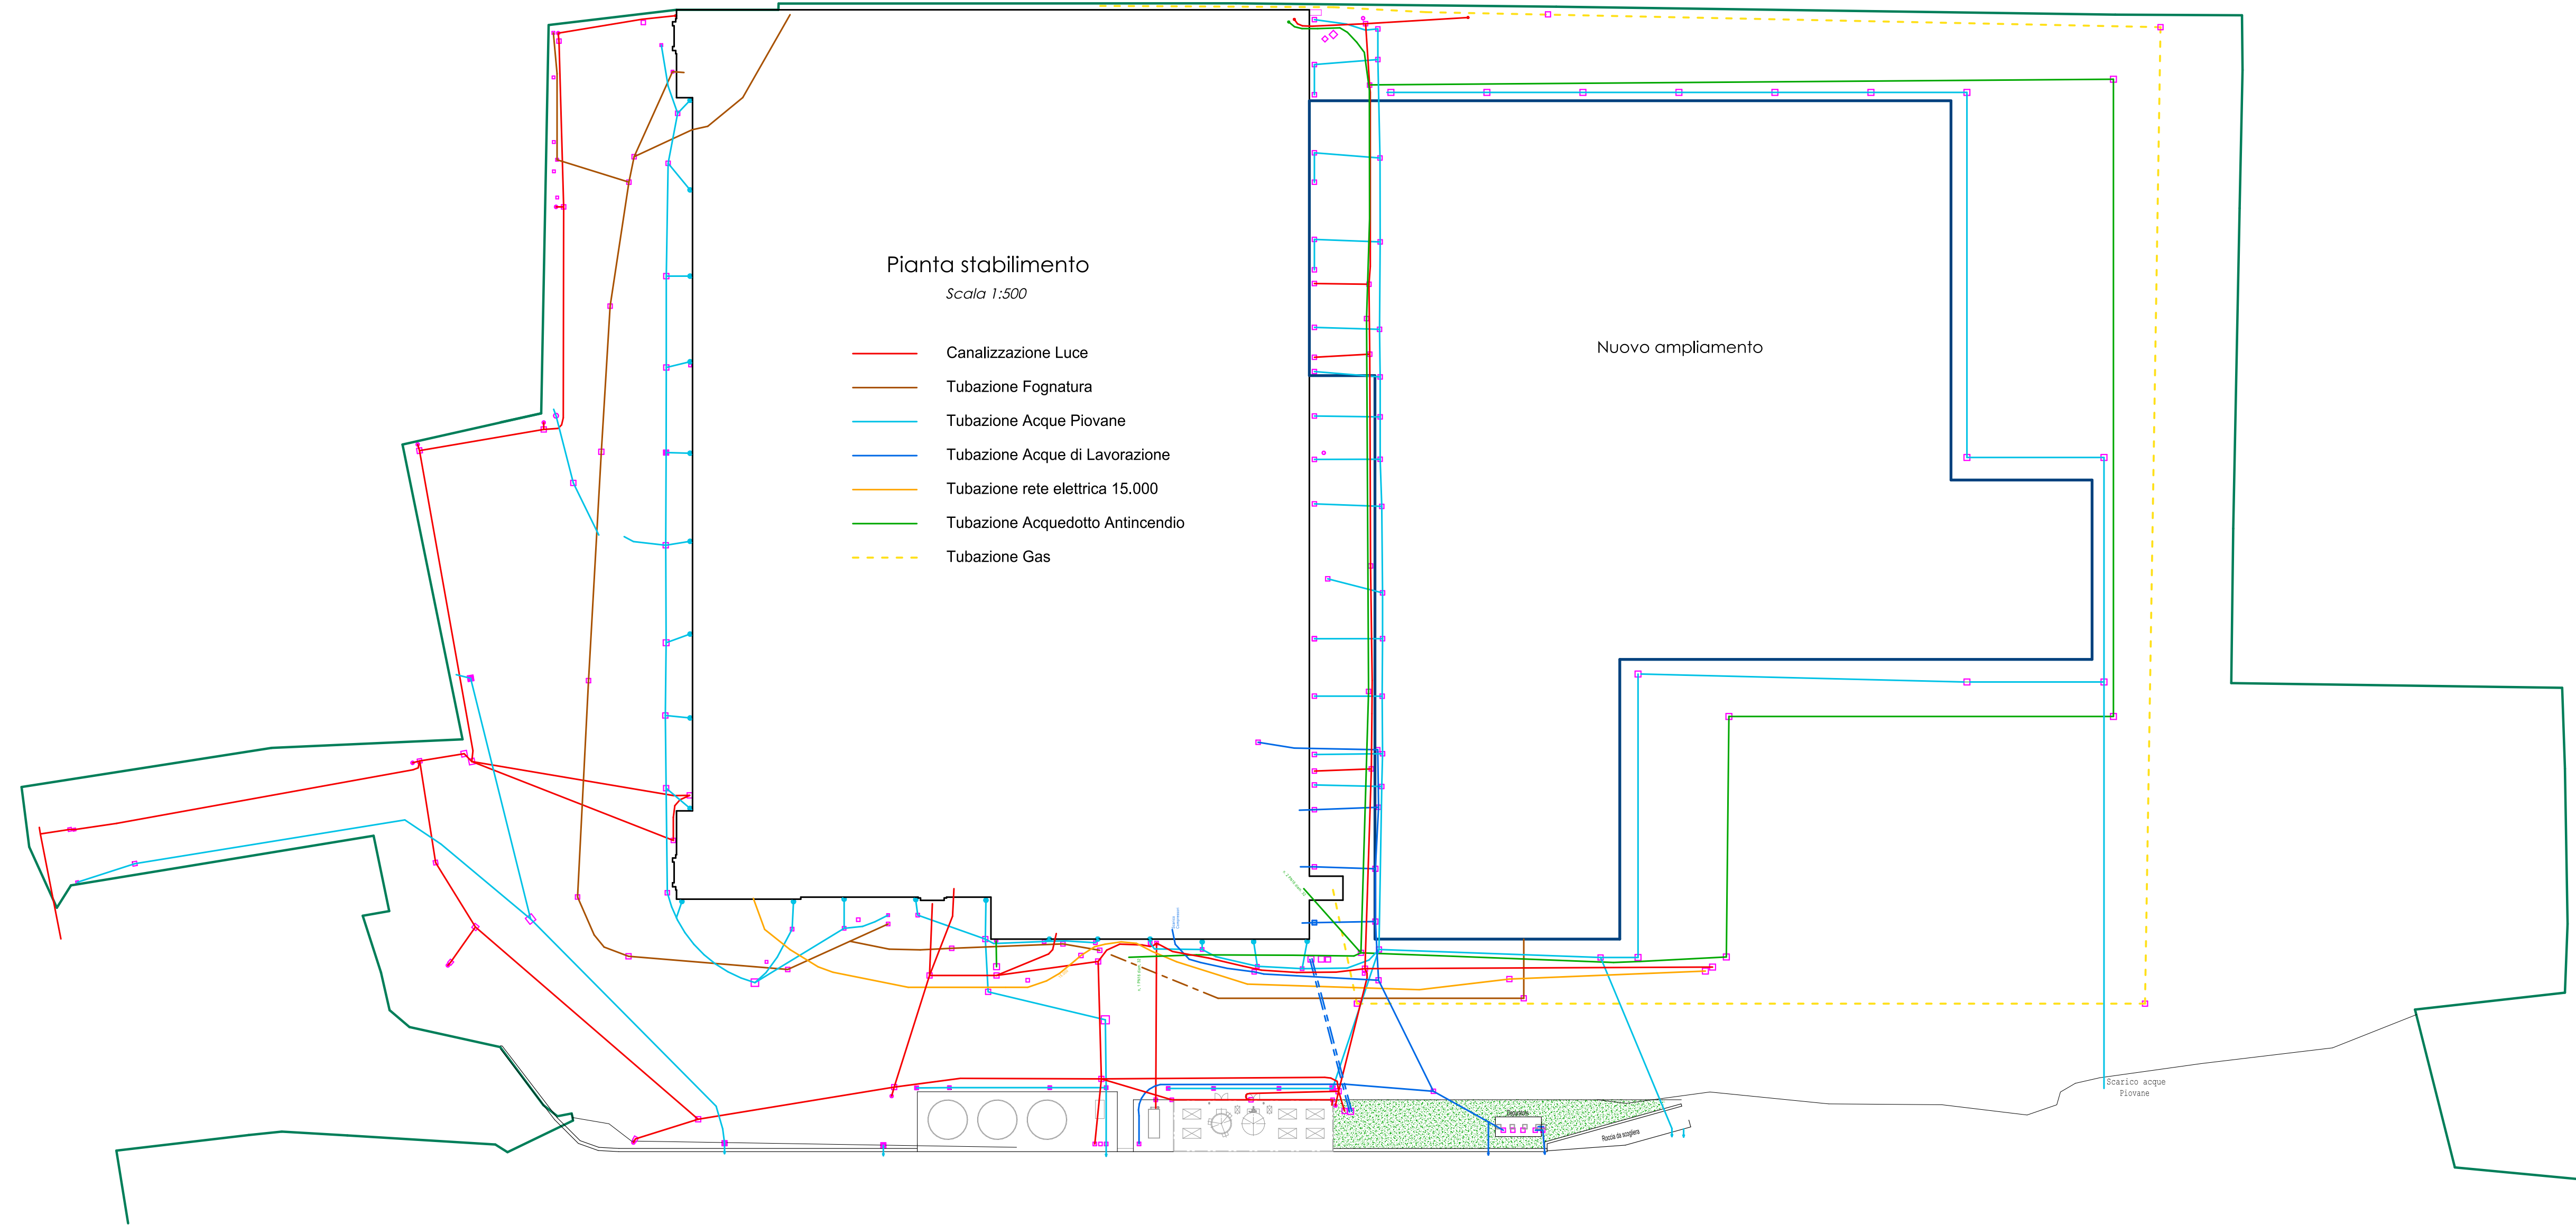 Pianta stabilimento
Scala 1:500
Canalizzazione Luce
Tubazione Fognatura
Tubazione Acque Piovane
Tubazione Acque di Lavorazione
Tubazione rete elettrica 15.000
Tubazione Acquedotto Antincendio
Tubazione Gas
Nuovo ampliamento
Scarico acque
Piovane
Depuratore
Roccia da scogliera